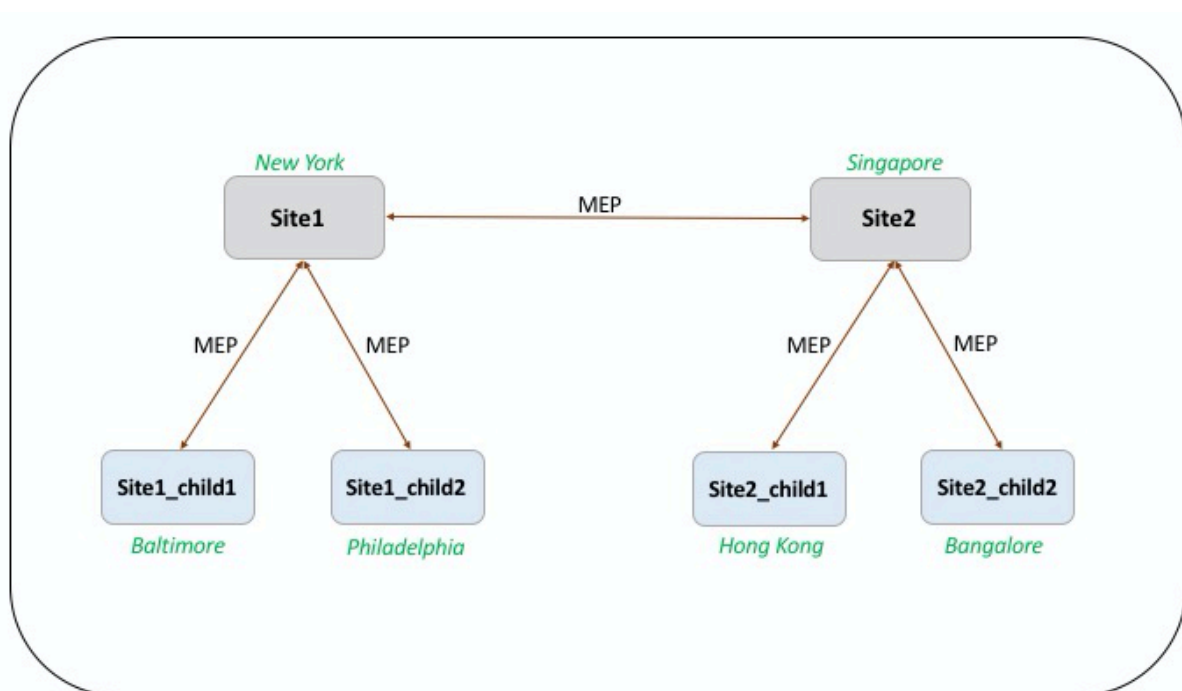 New York
Singapore
Site1
MEP
Site2
MEP
MEP
MEP
MEP
Site1_child1
Site1_child2
Site2_child1
Site2_child2
Baltimore
Philadelphia
Hong Kong
Bangalore